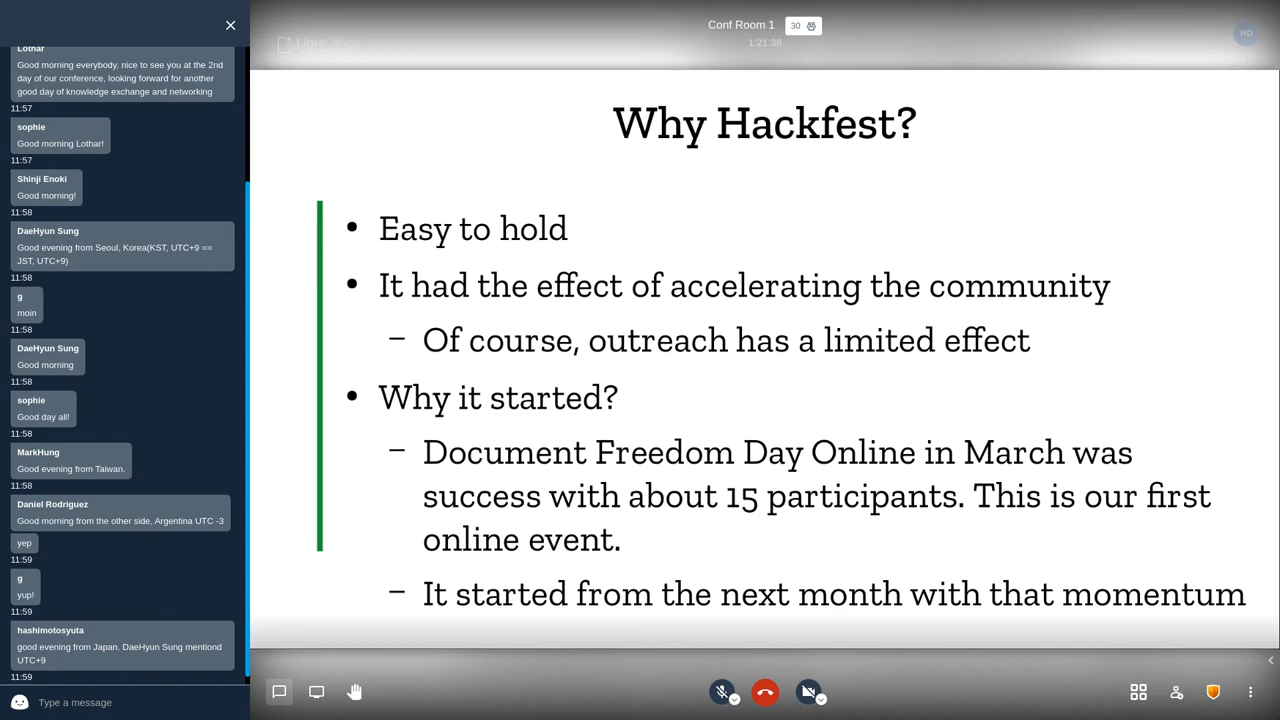 Lothar
Good morning everybody, nice to see you at the 2nd
day of our conference, looking forward for another
good day of knowledge exchange and networking
11:57
sophie
Good morning Lothar!
11:57
Shinji Enoki
Good morning!
11:58
DaeHyun Sung
Good evening from Seoul, Korea(KST, UTC+9 ==
JST, UTC+9)
11:58
g
moin
11:58
DaeHyun Sung
Good morning
11:58
sophie
Good day all!
11:58
MarkHung
Good evening from Taiwan.
11:58
Daniel Rodriguez
Good morning from the other side, Argentina UTC -3
yep
11:59
g
yup!
11:59
hashimotosyuta
good evening from Japan. DaeHyun Sung mentiond
UTC+9
11:59
Type a message
Conf Room 1
30
1:21:38
LibreOffice
HD
Why Hackfest?
• Easy to hold
• It had the effect of accelerating the community
– Of course, outreach has a limited effect
• Why it started?
– Document Freedom Day Online in March was
success with about 15 participants. This is our first
online event.
– It started from the next month with that momentum